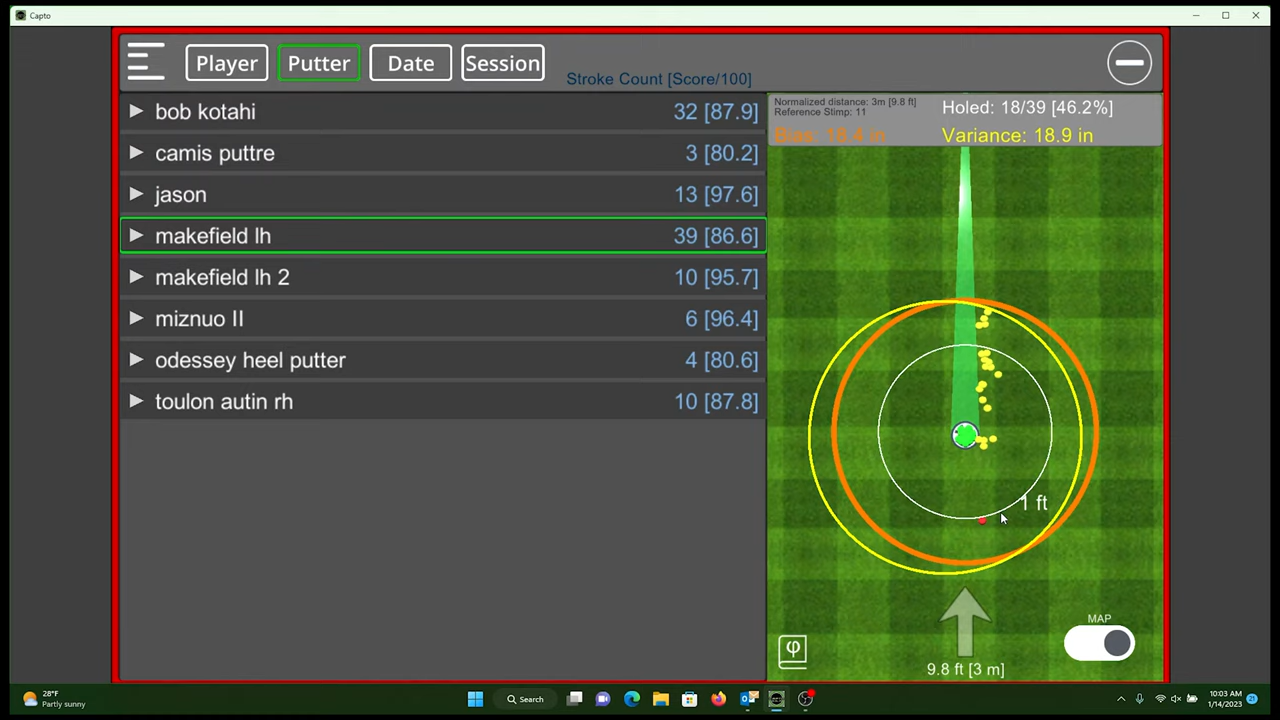 Capto
Player Putter Date Session
Stroke Count [Score/100]
bob kotahi 32 [87.9]
camis puttre 3 [80.2]
jason 13 [97.6]
makefield lh 39 [86.6]
makefield lh 2 10 [95.7]
miznuo II 6 [96.4]
odessey heel putter 4 [80.6]
toulon autin rh 10 [87.8]
Normalized distance: 3m [9.8 ft]
Reference Stimp: 11
Holed: 18/39 [46.2%]
Bias: 18.4 in Variance: 18.9 in
1 ft
MAP
φ
9.8 ft [3 m]
28°F
Partly sunny
Search
10:03 AM
1/14/2023